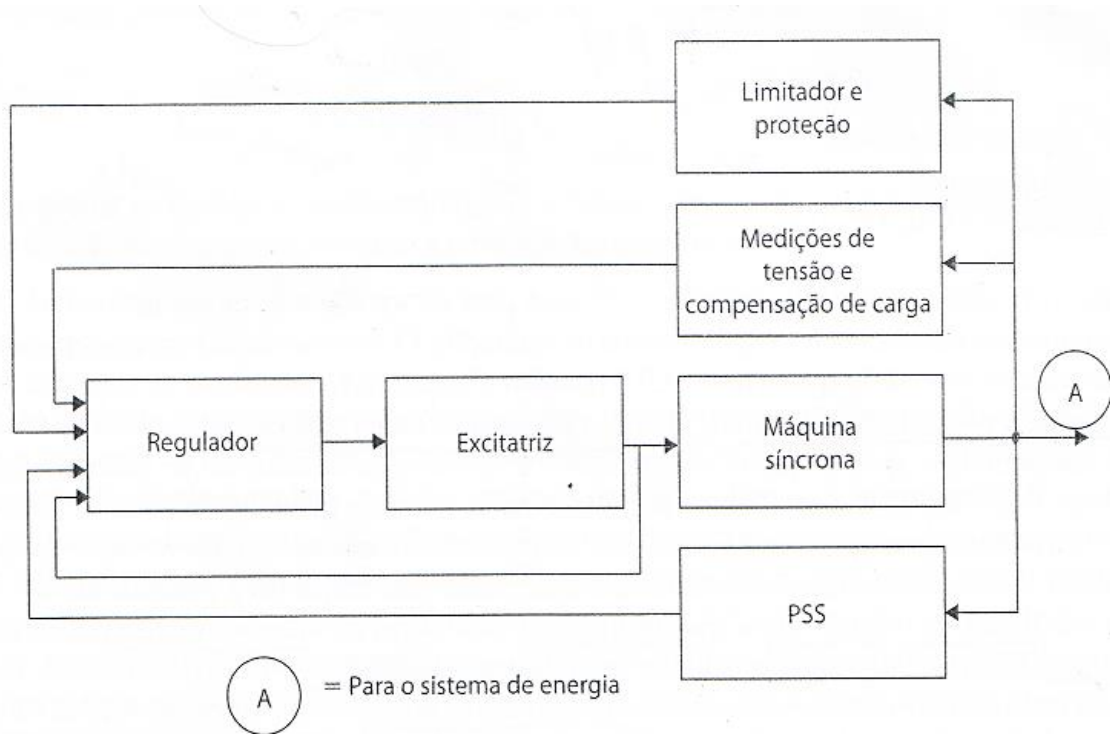 Limitador e
proteção
Medições de
tensão e
compensação de carga
A
Regulador
Excitatriz
Máquina
síncrona
PSS
A
= Para o sistema de energia